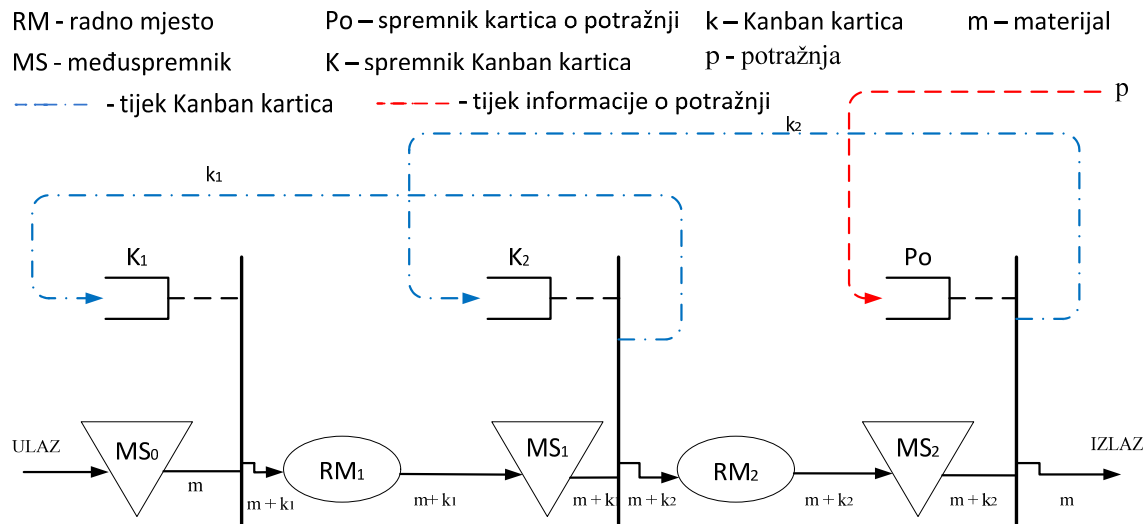 RM - radno mjesto Po – spremnik kartica o potražnji k – Kanban kartica m – materijal
MS - međuspremnik K – spremnik Kanban kartica p - potražnja
- tijek Kanban kartica - tijek informacije o potražnji
p
k₂
k₁
K₁ K₂ Po
ULAZ MS₀ RM₁ MS₁ RM₂ MS₂ IZLAZ
m m + k₁ m + k₁ m + k₁ m + k₂ m + k₂ m + k₂ m